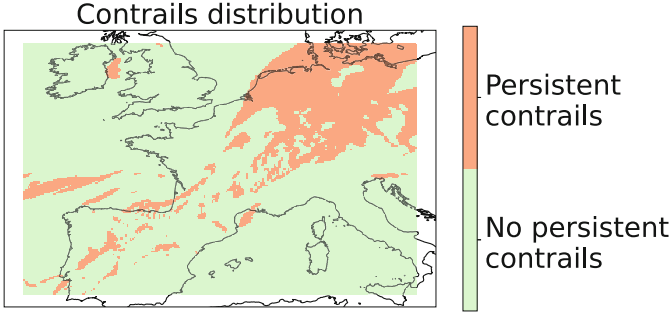 Contrails distribution
Persistent
contrails
No persistent
contrails